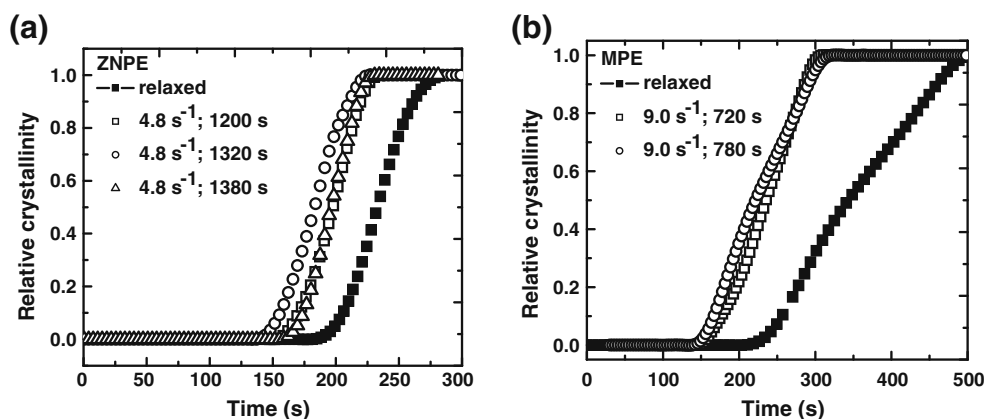 (a)
ZNPE
relaxed
4.8 s⁻¹; 1200 s
4.8 s⁻¹; 1320 s
4.8 s⁻¹; 1380 s
Relative crystallinity
1.0
0.8
0.6
0.4
0.2
0.0
0 50 100 150 200 250 300
Time (s)
(b)
MPE
relaxed
9.0 s⁻¹; 720 s
9.0 s⁻¹; 780 s
Relative crystallinity
1.0
0.8
0.6
0.4
0.2
0.0
0 100 200 300 400 500
Time (s)